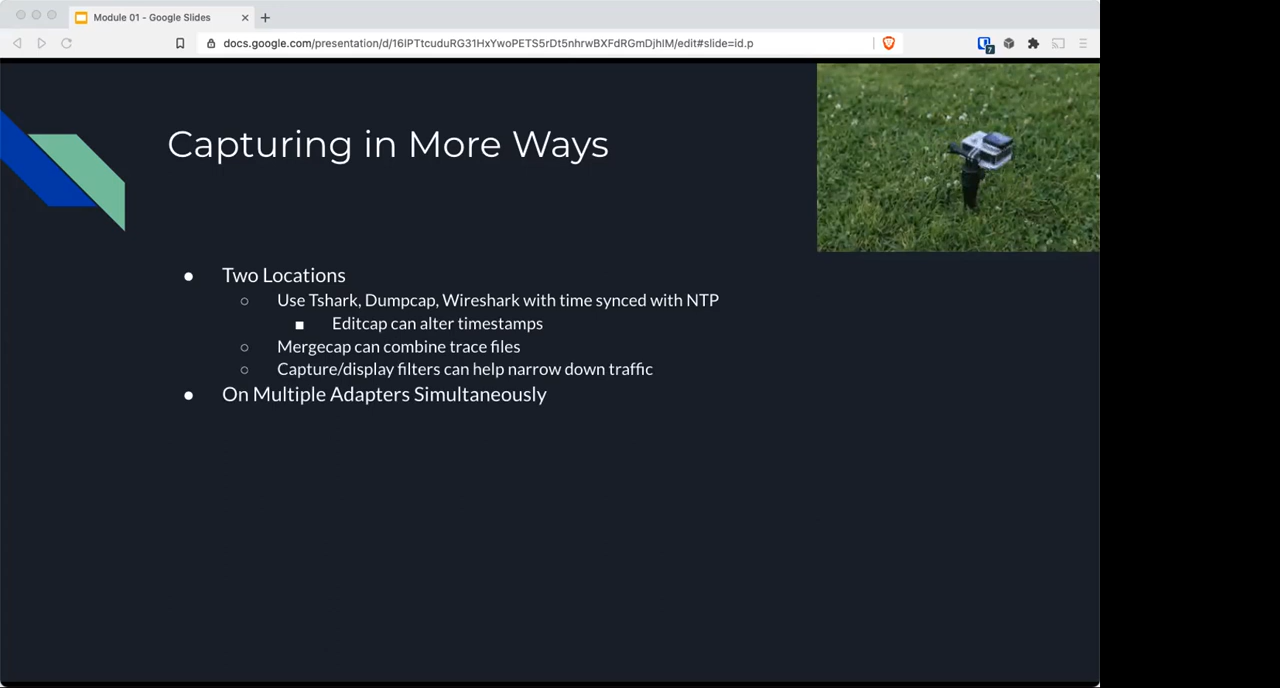 Module 01 - Google Slides
docs.google.com/presentation/d/16lPTtcuduRG31HxYwoPETS5rDt5nhrwBXFdRGmDjhlM/edit#slide=id.p
7
Capturing in More Ways
Two Locations
Use Tshark, Dumpcap, Wireshark with time synced with NTP
Editcap can alter timestamps
Mergecap can combine trace files
Capture/display filters can help narrow down traffic
On Multiple Adapters Simultaneously